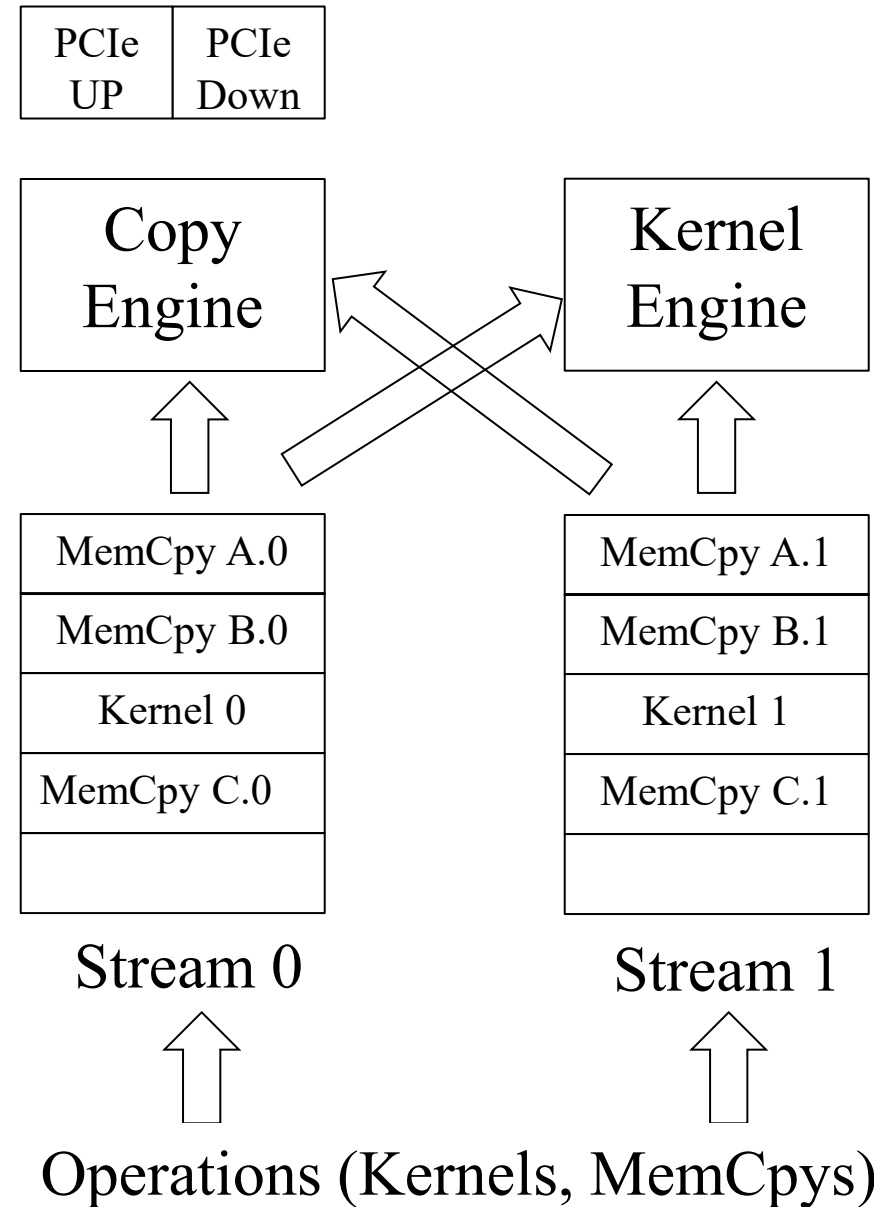 PCIe
UP
PCIe
Down
Copy
Engine
Kernel
Engine
MemCpy A.0
MemCpy B.0
Kernel 0
MemCpy C.0
Stream 0
MemCpy A.1
MemCpy B.1
Kernel 1
MemCpy C.1
Stream 1
Operations (Kernels, MemCpys)